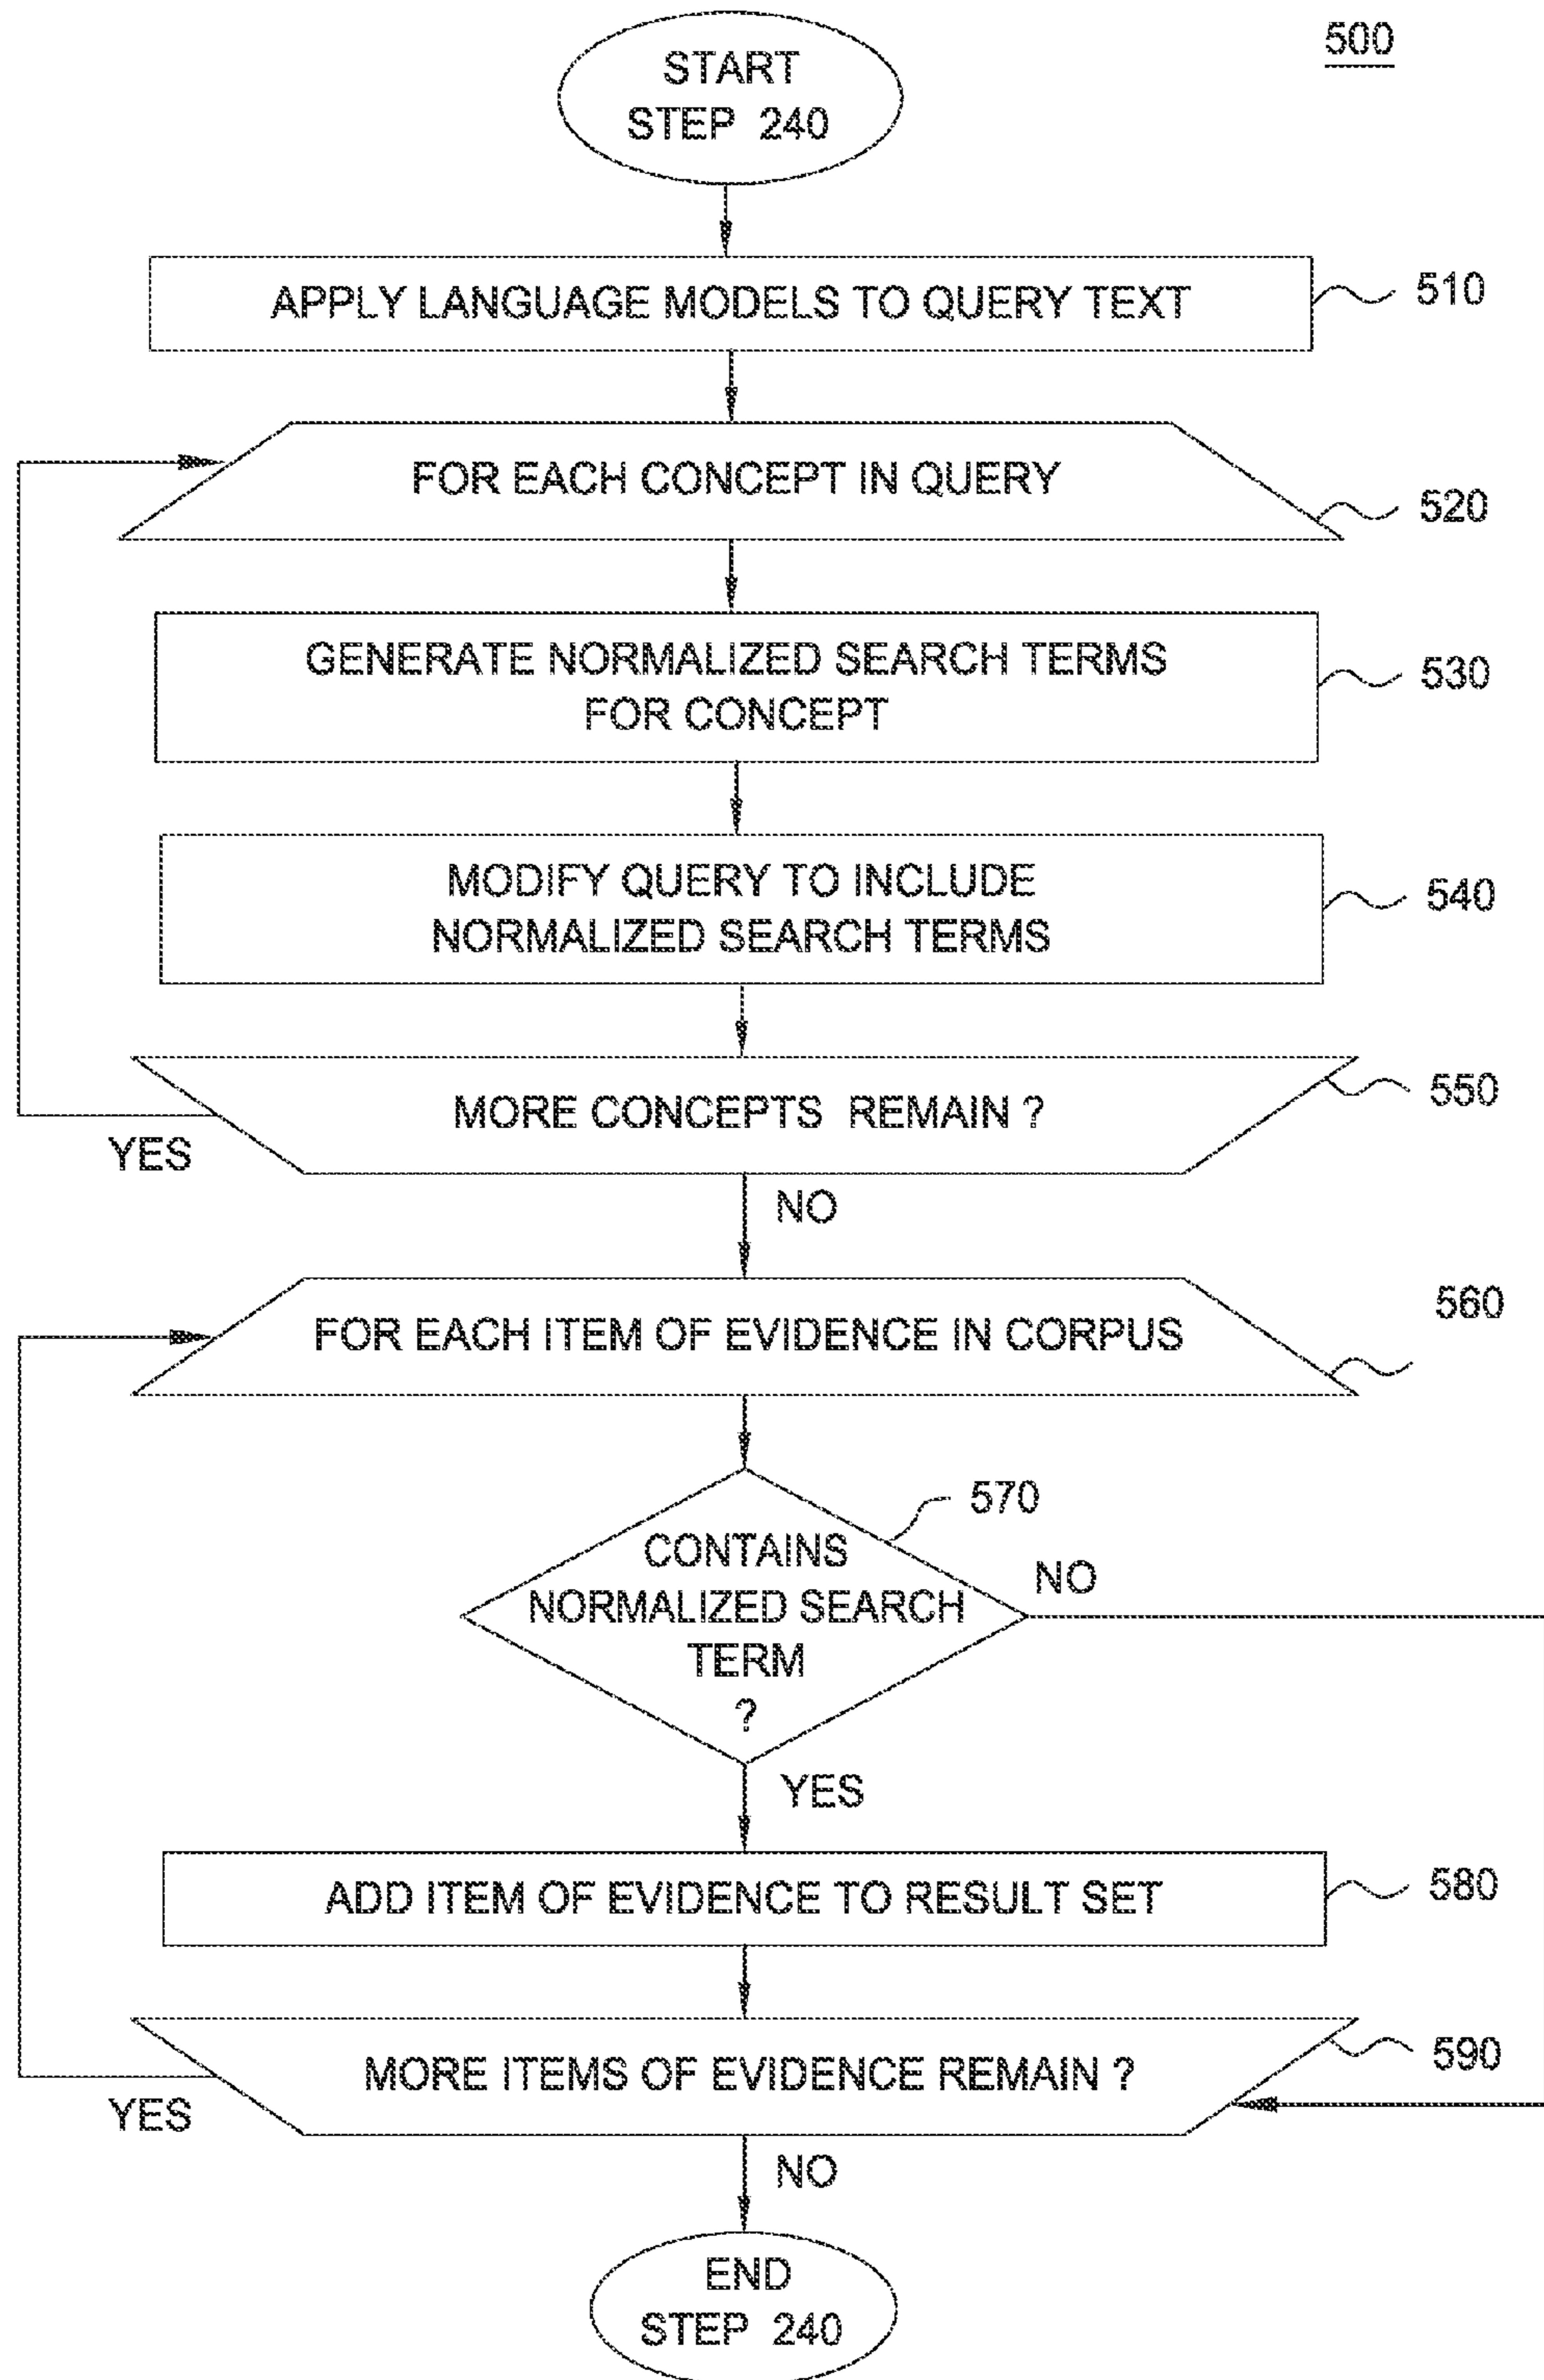 500
START
STEP 240
APPLY LANGUAGE MODELS TO QUERY TEXT
510
FOR EACH CONCEPT IN QUERY
520
GENERATE NORMALIZED SEARCH TERMS
FOR CONCEPT
530
MODIFY QUERY TO INCLUDE
NORMALIZED SEARCH TERMS
540
MORE CONCEPTS REMAIN ?
550
YES
NO
FOR EACH ITEM OF EVIDENCE IN CORPUS
560
CONTAINS
NORMALIZED SEARCH
TERM
?
570
NO
YES
ADD ITEM OF EVIDENCE TO RESULT SET
580
MORE ITEMS OF EVIDENCE REMAIN ?
590
YES
NO
END
STEP 240